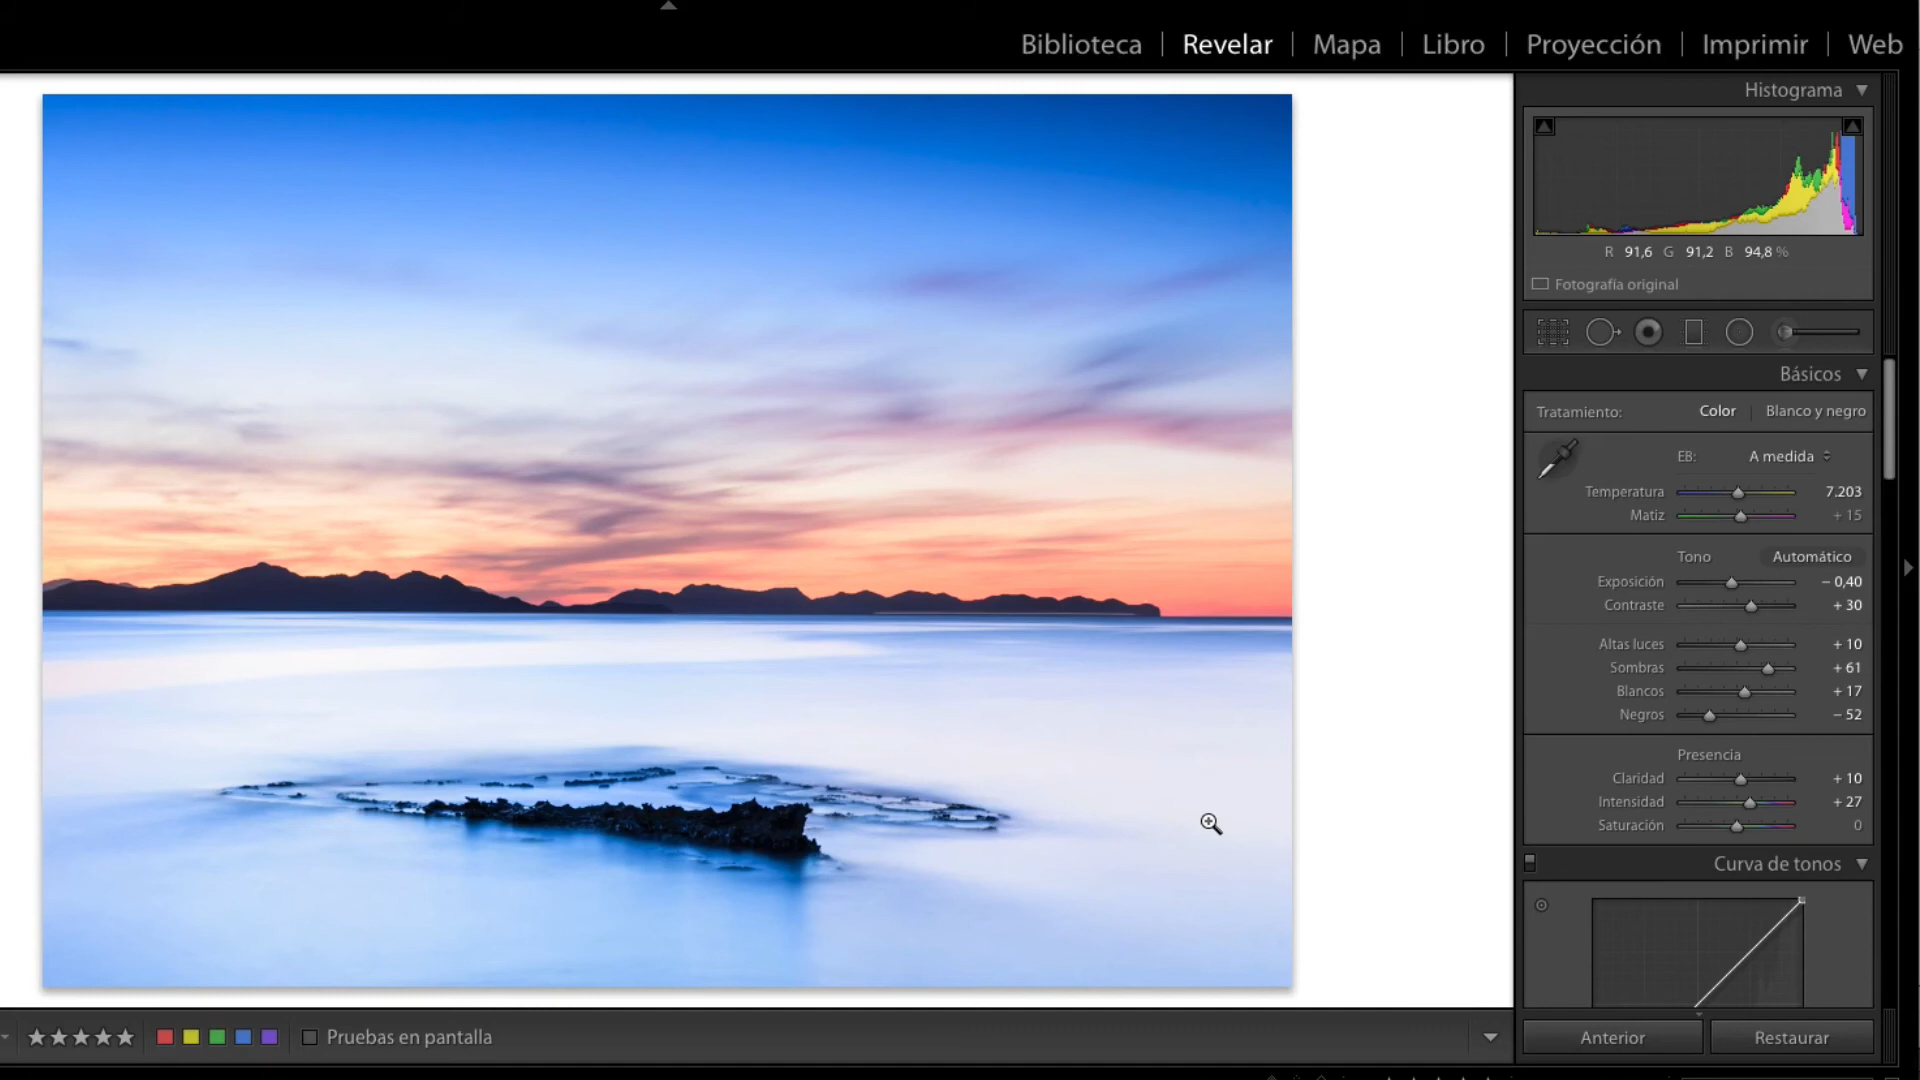 Biblioteca | Revelar | Mapa | Libro | Proyección | Imprimir | Web
Histograma
R 91,6 G 91,2 B 94,8 %
Fotografía original
Básicos
Tratamiento: Color | Blanco y negro
EB: A medida
Temperatura 7.203
Matiz + 15
Tono Automático
Exposición − 0,40
Contraste + 30
Altas luces + 10
Sombras + 61
Blancos + 17
Negros − 52
Presencia
Claridad + 10
Intensidad + 27
Saturación 0
Curva de tonos
Pruebas en pantalla
Anterior Restaurar